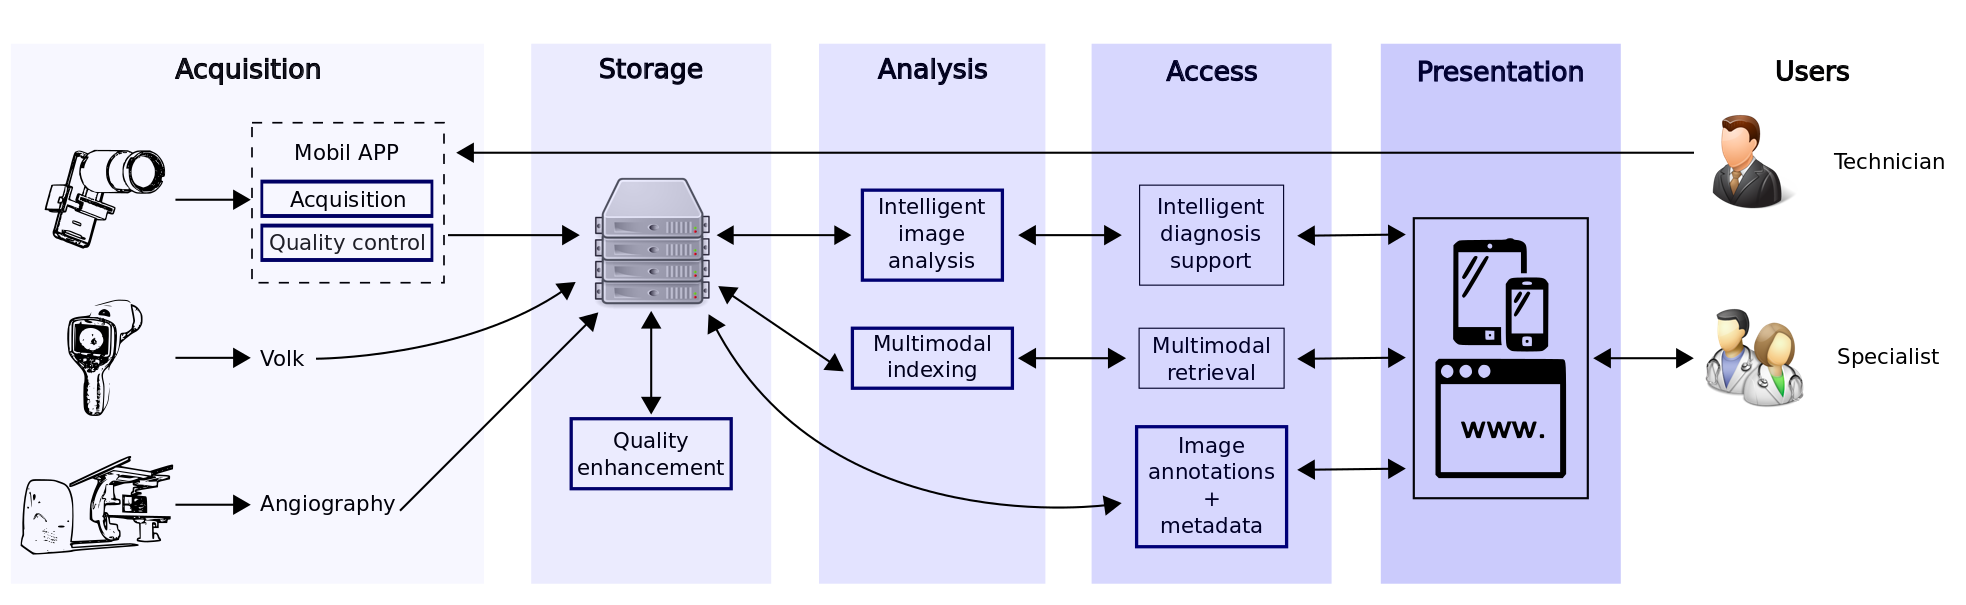 Acquisition
Storage
Analysis
Access
Presentation
Users
Mobil APP
Acquisition
Quality control
Volk
Angiography
Quality
enhancement
Intelligent
image
analysis
Multimodal
indexing
Intelligent
diagnosis
support
Multimodal
retrieval
Image
annotations
+
metadata
www.
Technician
Specialist